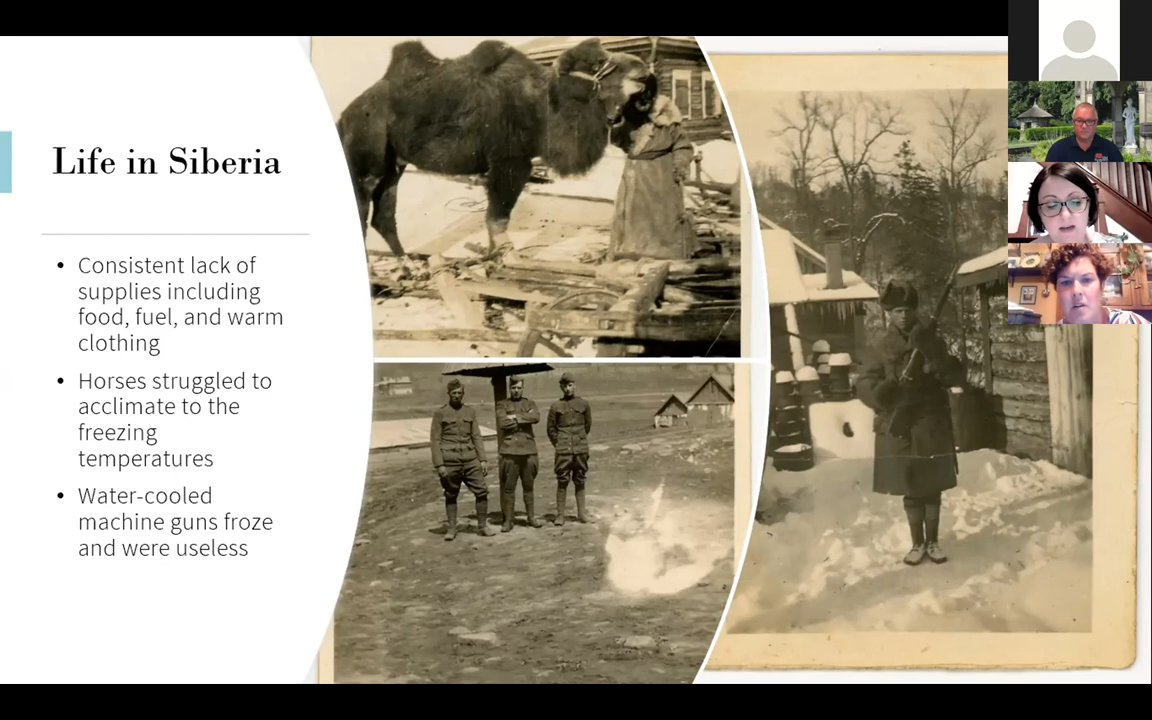 Life in Siberia
• Consistent lack of
supplies including
food, fuel, and warm
clothing
• Horses struggled to
acclimate to the
freezing
temperatures
• Water-cooled
machine guns froze
and were useless